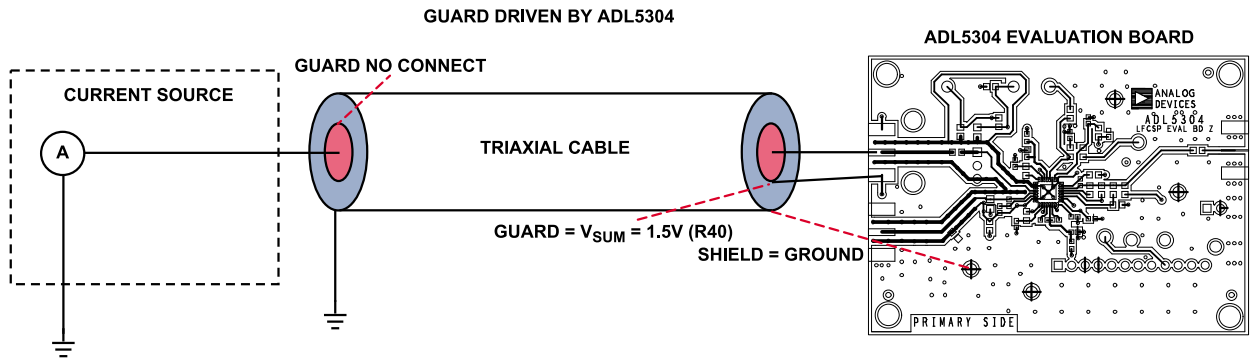 GUARD DRIVEN BY ADL5304
ADL5304 EVALUATION BOARD
GUARD NO CONNECT
CURRENT SOURCE
A
TRIAXIAL CABLE
ANALOG
DEVICES
ADL5304
LFCSP EVAL BD Z
GUARD = VSUM = 1.5V (R40)
SHIELD = GROUND
PRIMARY SIDE